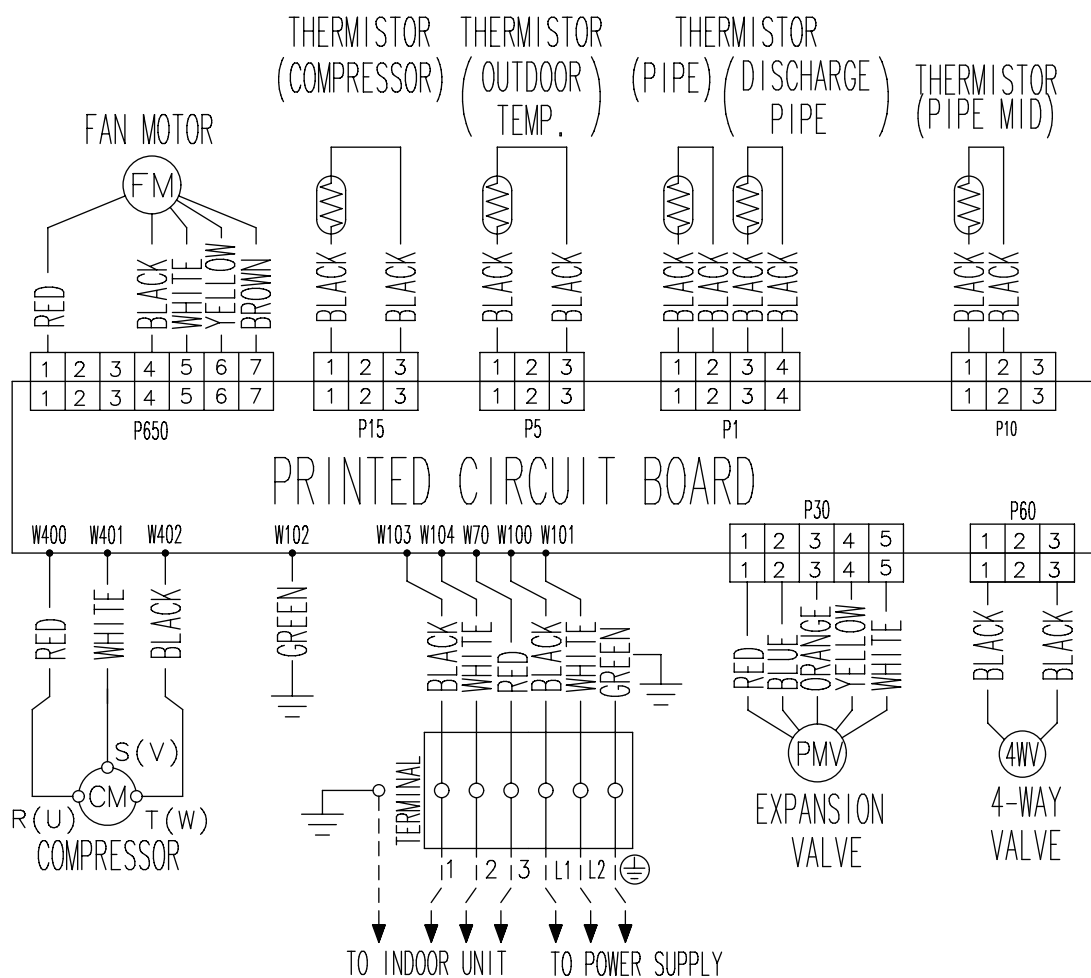 THERMISTOR THERMISTOR THERMISTOR
(COMPRESSOR) (OUTDOOR TEMP.) (PIPE) (DISCHARGE PIPE)
THERMISTOR
(PIPE MID)
FAN MOTOR
FM
RED BLACK WHITE YELLOW BROWN
BLACK BLACK
BLACK BLACK
BLACK BLACK BLACK BLACK
BLACK BLACK
1 2 3 4 5 6 7 1 2 3 1 2 3 1 2 3 4 1 2 3
1 2 3 4 5 6 7 1 2 3 1 2 3 1 2 3 4 1 2 3
P650 P15 P5 P1 P10
PRINTED CIRCUIT BOARD
P30 P60
W400 W401 W402 W102 W103 W104 W70 W100 W101
1 2 3 4 5 1 2 3
1 2 3 4 5 1 2 3
RED WHITE BLACK
GREEN
BLACK WHITE RED BLACK WHITE GREEN
RED BLUE ORANGE YELLOW WHITE
BLACK BLACK
S(V)
CM
R(U) T(W)
COMPRESSOR
TERMINAL
PMV
EXPANSION
VALVE
4WV
4-WAY
VALVE
1 2 3 L1 L2
TO INDOOR UNIT TO POWER SUPPLY